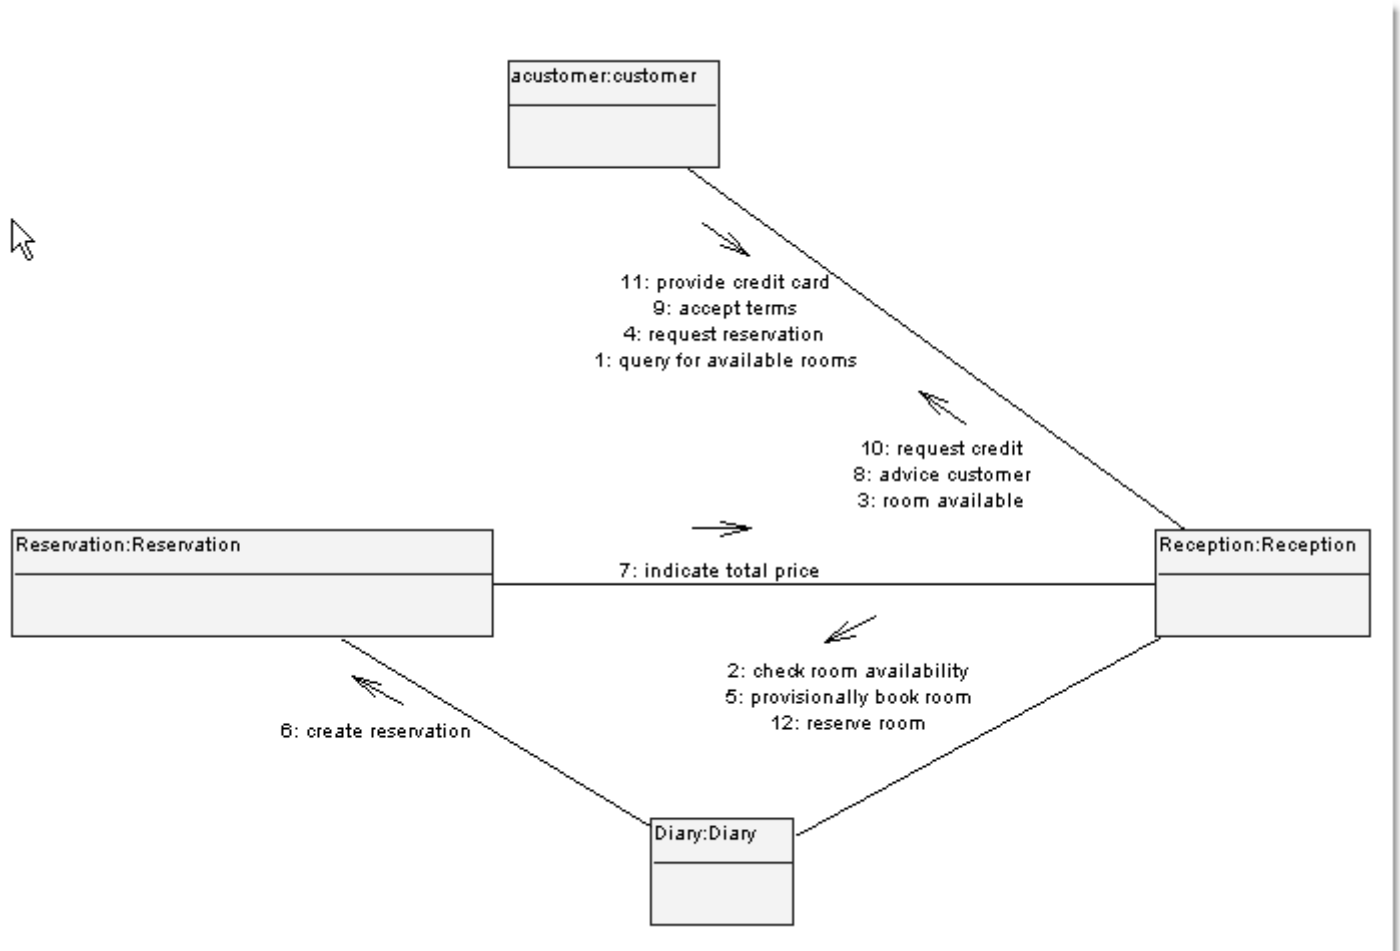 acustomer:customer
11: provide credit card
9: accept terms
4: request reservation
1: query for available rooms
10: request credit
8: advice customer
3: room available
Reservation:Reservation
Reception:Reception
7: indicate total price
2: check room availability
5: provisionally book room
12: reserve room
6: create reservation
Diary:Diary